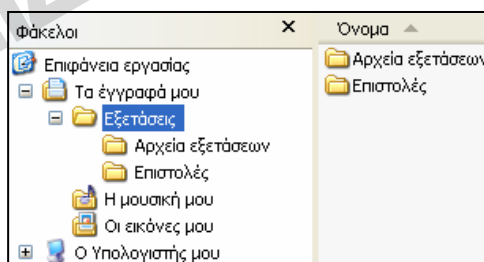 Φάκελοι
Επιφάνεια εργασίας
Τα έγγραφά μου
Εξετάσεις
Αρχεία εξετάσεων
Επιστολές
Η μουσική μου
Οι εικόνες μου
Ο Υπολογιστής μου
Όνομα
Αρχεία εξετάσεων
Επιστολές